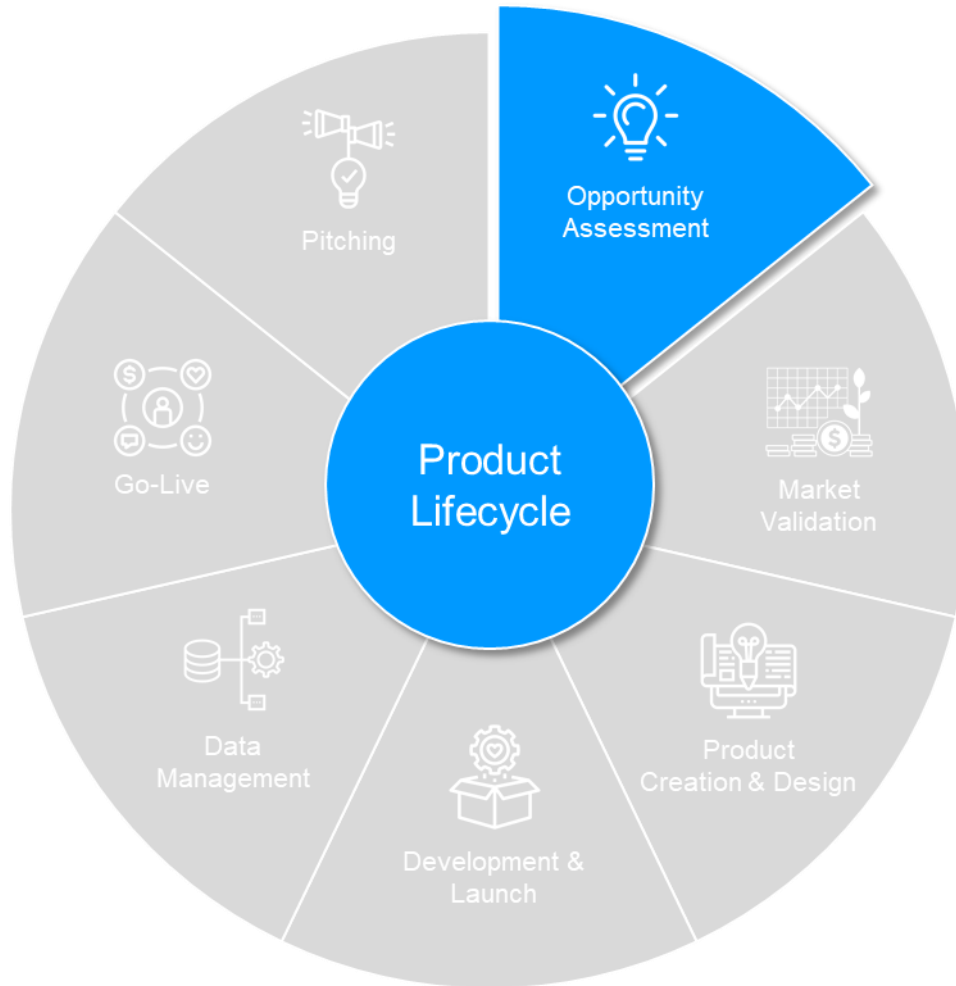 Product
Lifecycle
Opportunity
Assessment
Market
Validation
Product
Creation & Design
Development &
Launch
Data
Management
Go-Live
Pitching